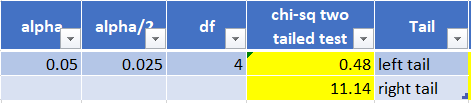 alpha alpha/2 df chi-sq two tailed test Tail
0.05 0.025 4 0.48 left tail
11.14 right tail